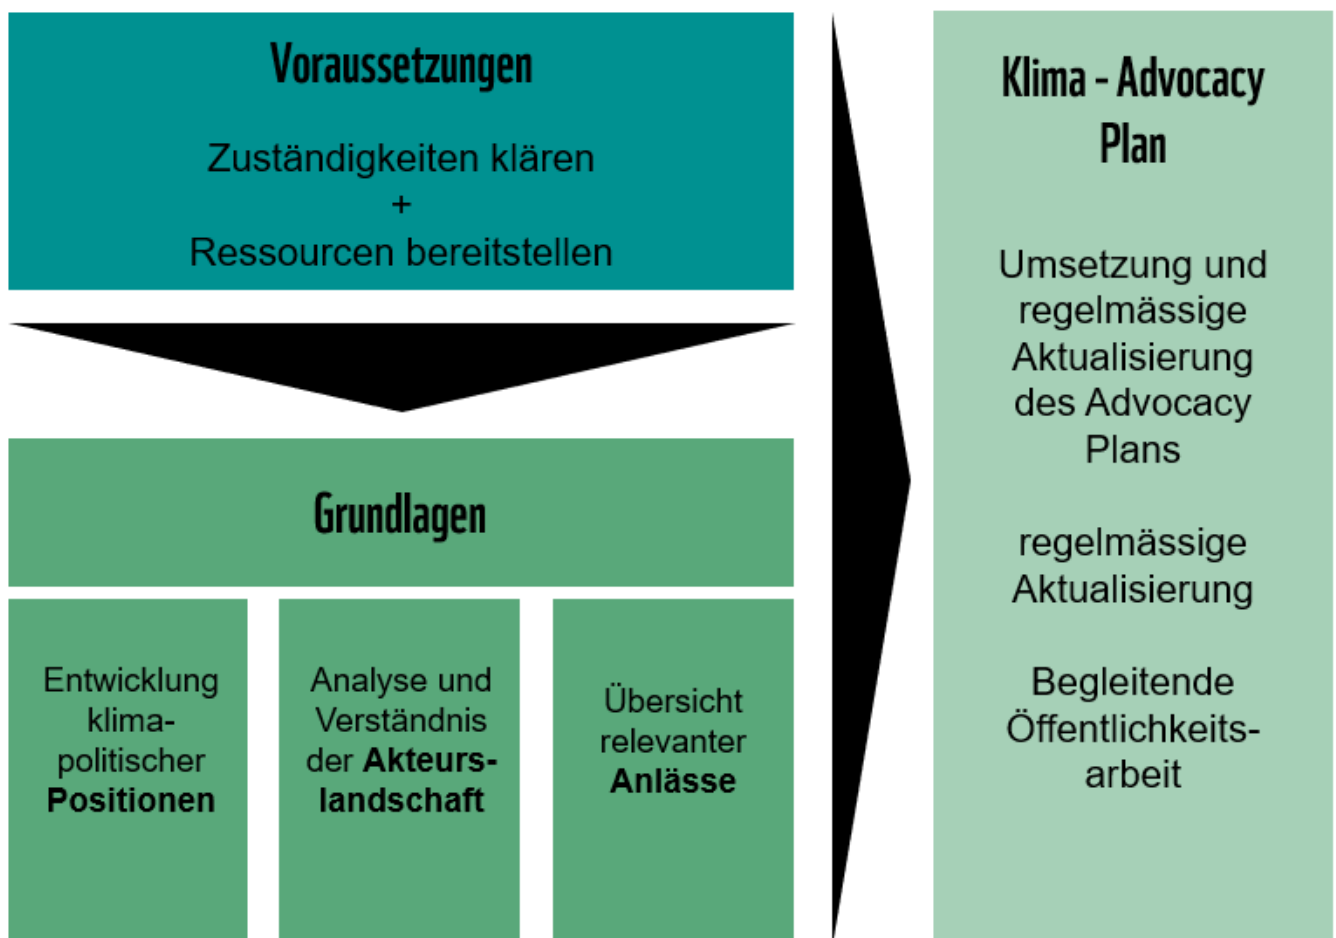 Voraussetzungen
Zuständigkeiten klären
+
Ressourcen bereitstellen
Grundlagen
Entwicklung
klima-
politischer
Positionen
Analyse und
Verständnis
der Akteurs-
landschaft
Übersicht
relevanter
Anlässe
Klima - Advocacy
Plan
Umsetzung und
regelmässige
Aktualisierung
des Advocacy
Plans
regelmässige
Aktualisierung
Begleitende
Öffentlichkeits-
arbeit